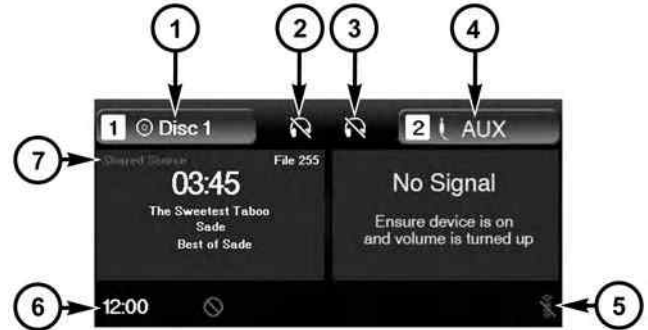 1 2 3 4
1 Disc 1 2 AUX
7
Shared Source File 255
03:45
The Sweetest Taboo
Sade
Best of Sade
No Signal
Ensure device is on
and volume is turned up
6 12:00 5